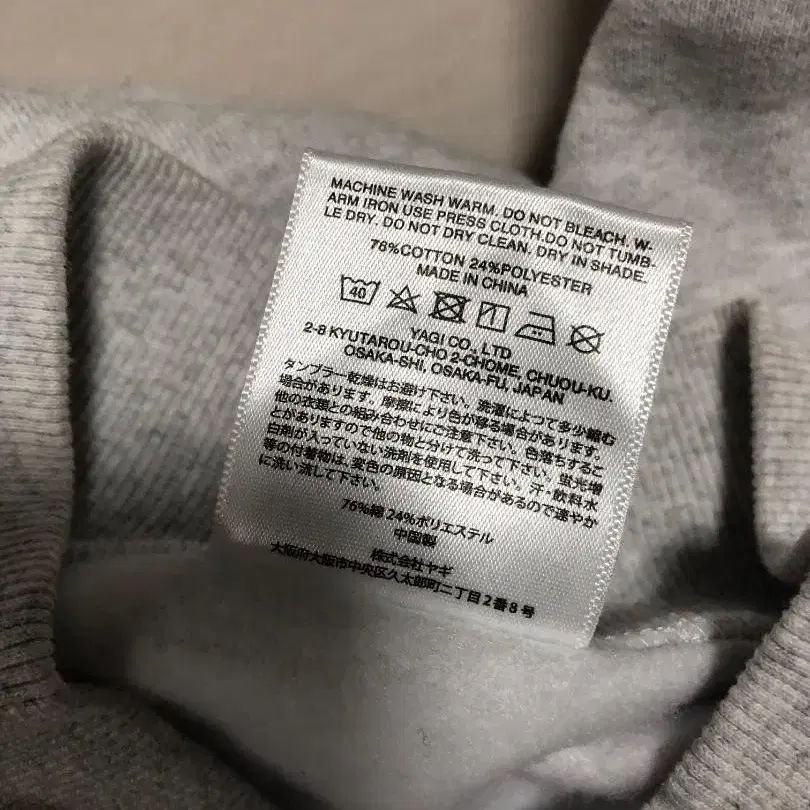 MACHINE WASH WARM. DO NOT BLEACH. W-
ARM IRON USE PRESS CLOTH.DO NOT TUMB-
LE DRY. DO NOT DRY CLEAN. DRY IN SHADE.
76%COTTON 24%POLYESTER
MADE IN CHINA
40
YAGI CO., LTD
2-8 KYUTAROU-CHO 2-CHOME, CHUOU-KU.
OSAKA-SHI, OSAKA-FU, JAPAN
タンブラー乾燥はお避け下さい。洗濯によって多少縮む
場合があります。摩擦により色が移る場合があります。
他の衣類との組み合わせにご注意下さい。色落ちするこ
とがありますので他の物と分けて洗って下さい。蛍光増
白剤が入っていない洗剤を使用して下さい。汗・飲料水
等の付着物は、変色の原因となる場合があるので速やか
に洗い流して下さい。
76%綿 24%ポリエステル
中国製
株式会社ヤギ
大阪府大阪市中央区久太郎町二丁目2番8号